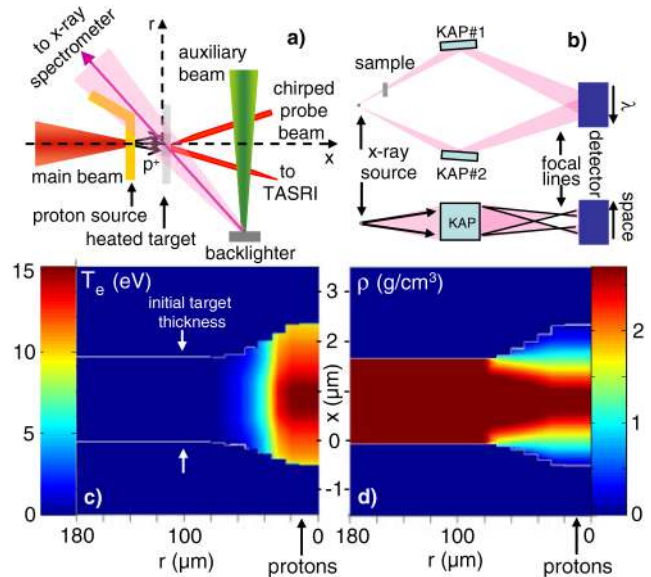 r
a)
to x-ray
spectrometer
auxiliary
beam
chirped
probe
beam
x
main beam
p⁺
to
TASRI
proton source
heated target
backlighter
b)
KAP#1
sample
λ
x-ray
source
KAP#2
focal
lines
detector
KAP
space
Tₑ (eV)
initial target
thickness
15
10
5
0
c)
180
100
0
r (μm)
protons
3
2
1
0
-1
x (μm)
ρ (g/cm³)
2
1
0
d)
180
100
0
r (μm)
protons